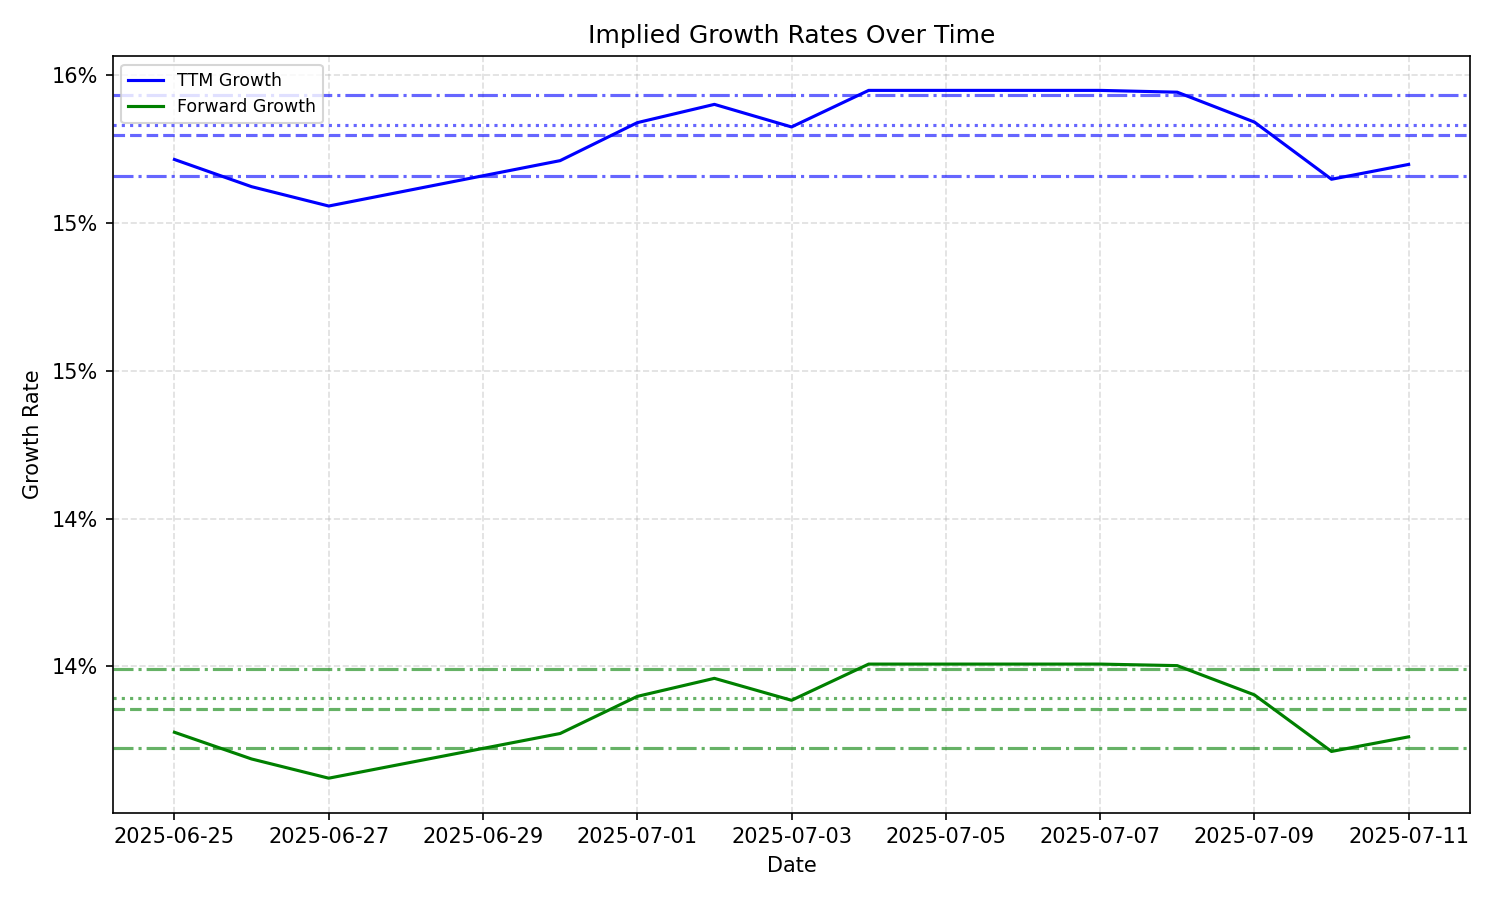 Implied Growth Rates Over Time
TTM Growth
Forward Growth
16%
15%
15%
14%
14%
Growth Rate
2025-06-25 2025-06-27 2025-06-29 2025-07-01 2025-07-03 2025-07-05 2025-07-07 2025-07-09 2025-07-11
Date